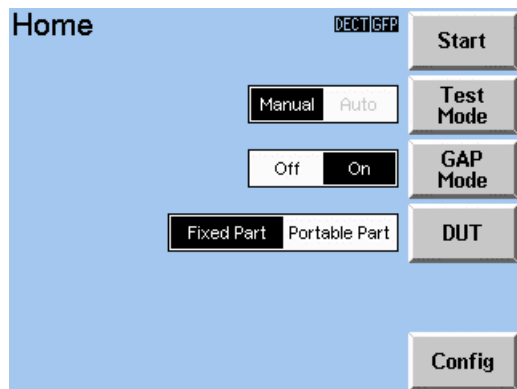 Home
DECT GFP
Start
Manual Auto
Test
Mode
Off On
GAP
Mode
Fixed Part Portable Part
DUT
Config